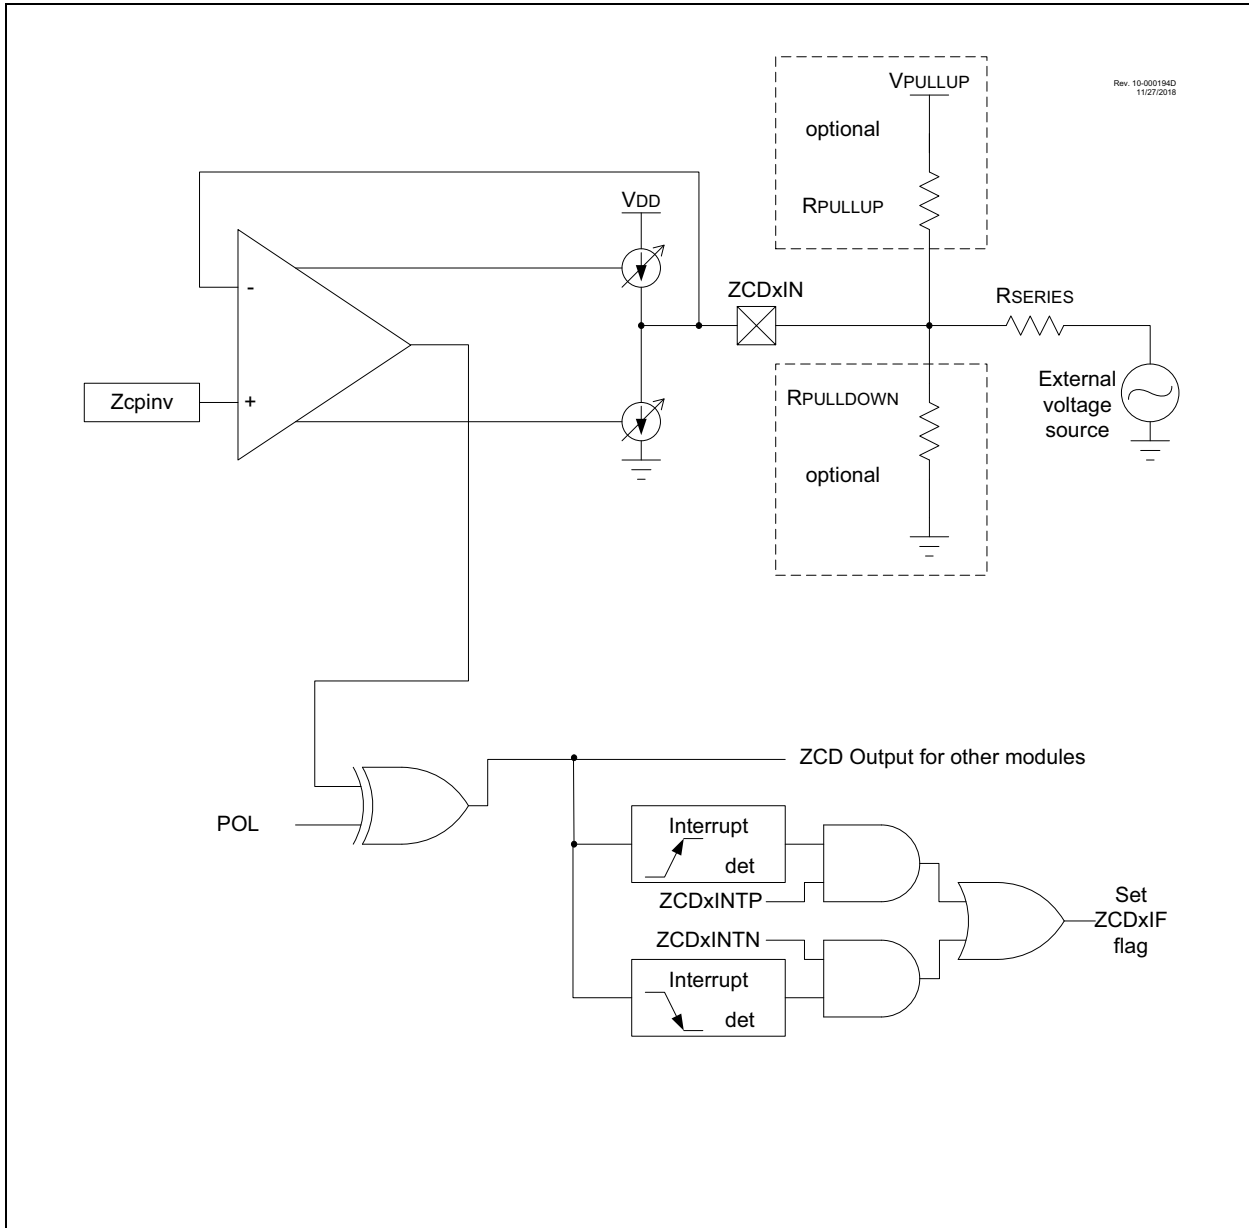 VPULLUP
Rev. 10-000194D
11/27/2018
optional
RPULLUP
VDD
ZCDxIN
RSERIES
-
Zcpinv
+
RPULLDOWN
External
voltage
source
optional
ZCD Output for other modules
POL
Interrupt
det
ZCDxINTP
Set
ZCDxIF
flag
ZCDxINTN
Interrupt
det